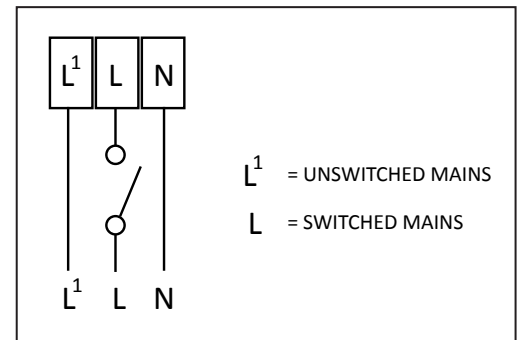 L¹ L N
L¹ = UNSWITCHED MAINS
L = SWITCHED MAINS
L¹ L N